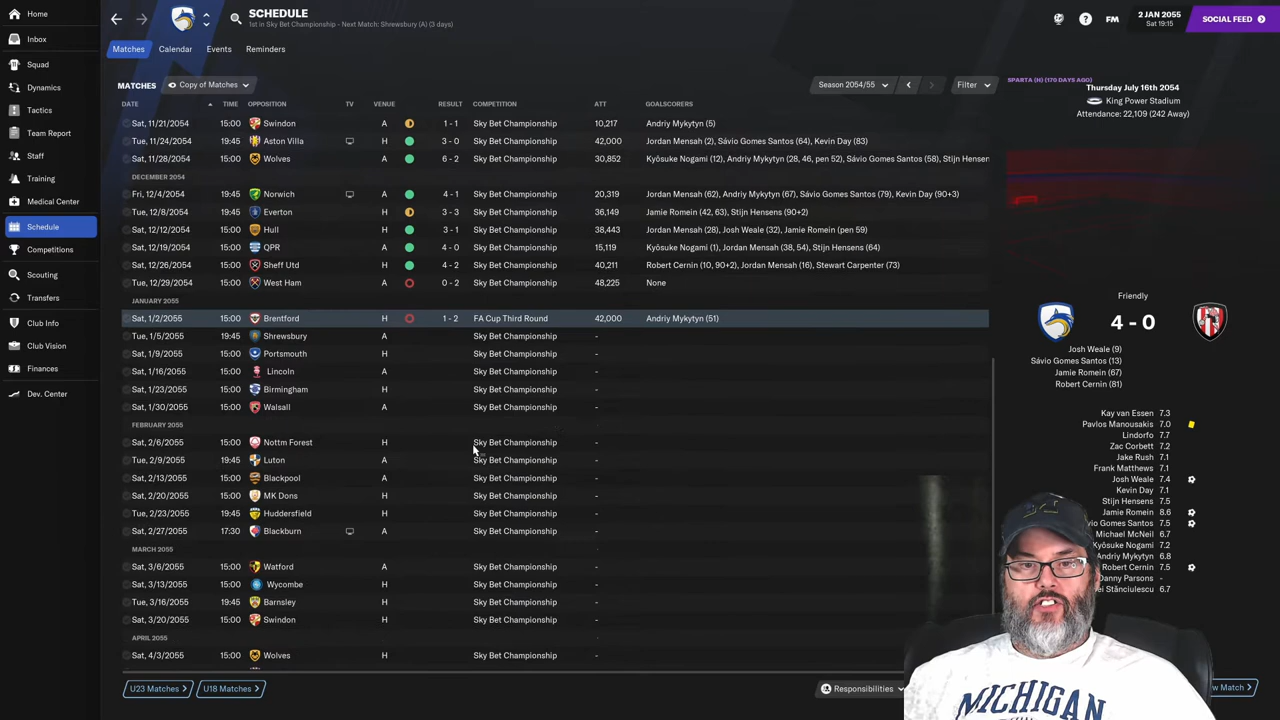 Home
SCHEDULE
1st in Sky Bet Championship - Next Match: Shrewsbury (A) (3 days)
FM
2 JAN 2055
Sat 19:15
SOCIAL FEED
Inbox
Squad
Dynamics
Tactics
Team Report
Staff
Training
Medical Center
Schedule
Competitions
Scouting
Transfers
Club Info
Club Vision
Finances
Dev. Center
Matches Calendar Events Reminders
MATCHES Copy of Matches Season 2054/55 Filter
DATE TIME OPPOSITION TV VENUE RESULT COMPETITION ATT GOALSCORERS
Sat, 11/21/2054 15:00 Swindon A 1 - 1 Sky Bet Championship 10,217 Andriy Mykytyn (5)
Tue, 11/24/2054 19:45 Aston Villa H 3 - 0 Sky Bet Championship 42,000 Jordan Mensah (2), Sávio Gomes Santos (64), Kevin Day (83)
Sat, 11/28/2054 15:00 Wolves A 6 - 2 Sky Bet Championship 30,852 Kyōsuke Nogami (12), Andriy Mykytyn (28, 46, pen 52), Sávio Gomes Santos (58), Stijn Hensens
DECEMBER 2054
Fri, 12/4/2054 19:45 Norwich A 4 - 1 Sky Bet Championship 20,319 Jordan Mensah (62), Andriy Mykytyn (67), Sávio Gomes Santos (79), Kevin Day (90+3)
Tue, 12/8/2054 19:45 Everton H 3 - 3 Sky Bet Championship 36,149 Jamie Romein (42, 63), Stijn Hensens (90+2)
Sat, 12/12/2054 15:00 Hull H 3 - 1 Sky Bet Championship 38,443 Jordan Mensah (28), Josh Weale (32), Jamie Romein (pen 59)
Sat, 12/19/2054 15:00 QPR A 4 - 0 Sky Bet Championship 15,119 Kyōsuke Nogami (1), Jordan Mensah (38, 54), Stijn Hensens (64)
Sat, 12/26/2054 15:00 Sheff Utd H 4 - 2 Sky Bet Championship 40,211 Robert Cernin (10, 90+2), Jordan Mensah (16), Stewart Carpenter (73)
Tue, 12/29/2054 15:00 West Ham A 0 - 2 Sky Bet Championship 48,225 None
JANUARY 2055
Sat, 1/2/2055 15:00 Brentford H 1 - 2 FA Cup Third Round 42,000 Andriy Mykytyn (51)
Tue, 1/5/2055 19:45 Shrewsbury A Sky Bet Championship -
Sat, 1/9/2055 15:00 Portsmouth H Sky Bet Championship -
Sat, 1/16/2055 15:00 Lincoln A Sky Bet Championship -
Sat, 1/23/2055 15:00 Birmingham H Sky Bet Championship -
Sat, 1/30/2055 15:00 Walsall A Sky Bet Championship -
FEBRUARY 2055
Sat, 2/6/2055 15:00 Nottm Forest H Sky Bet Championship -
Tue, 2/9/2055 19:45 Luton A Sky Bet Championship -
Sat, 2/13/2055 15:00 Blackpool A Sky Bet Championship -
Sat, 2/20/2055 15:00 MK Dons H Sky Bet Championship -
Tue, 2/23/2055 19:45 Huddersfield H Sky Bet Championship -
Sat, 2/27/2055 17:30 Blackburn A Sky Bet Championship -
MARCH 2055
Sat, 3/6/2055 15:00 Watford A Sky Bet Championship -
Sat, 3/13/2055 15:00 Wycombe H Sky Bet Championship -
Tue, 3/16/2055 19:45 Barnsley H Sky Bet Championship -
Sat, 3/20/2055 15:00 Swindon H Sky Bet Championship -
APRIL 2055
Sat, 4/3/2055 15:00 Wolves H Sky Bet Championship -
U23 Matches U18 Matches Responsibilities w Match
SPARTA (H) (170 DAYS AGO)
Thursday July 16th 2054
King Power Stadium
Attendance: 22,109 (242 Away)
Friendly
4 - 0
Josh Weale (9)
Sávio Gomes Santos (13)
Jamie Romein (67)
Robert Cernin (81)
Kay van Essen 7.3
Pavlos Manousakis 7.0
Lindorfo 7.7
Zac Corbett 7.2
Jake Rush 7.1
Frank Matthews 7.1
Josh Weale 7.4
Kevin Day 7.1
Stijn Hensens 7.5
Jamie Romein 8.6
vio Gomes Santos 7.5
Michael McNeil 6.7
Kyōsuke Nogami 7.2
Andriy Mykytyn 6.8
Robert Cernin 7.5
Danny Parsons -
ei Stănciulescu 6.7
MICHIGAN